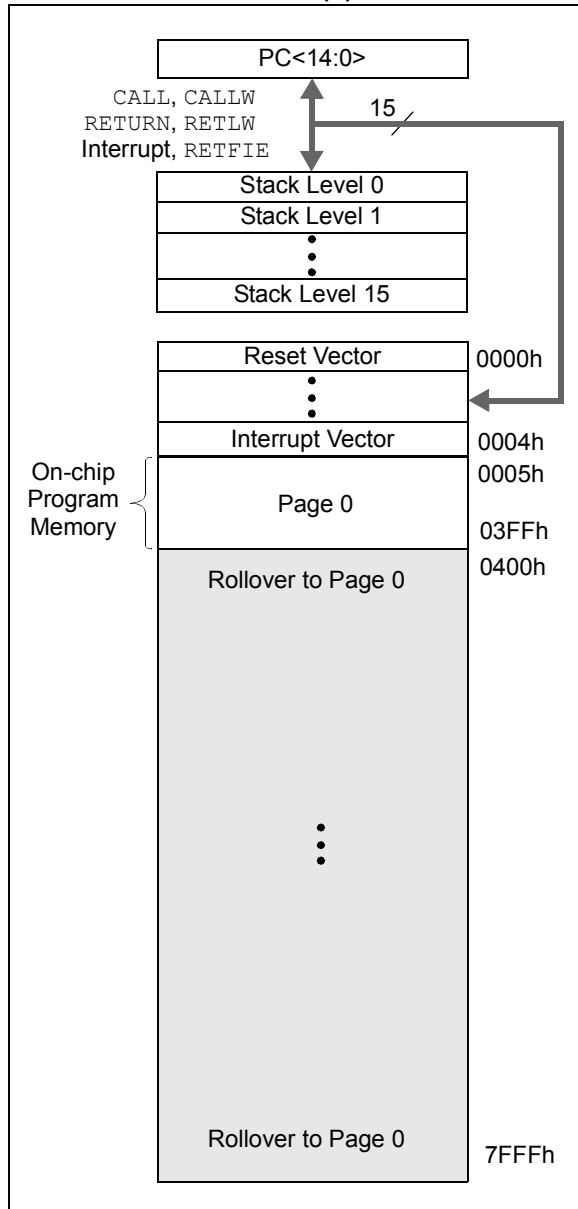 PC<14:0>
CALL, CALLW
RETURN, RETLW
Interrupt, RETFIE
15
Stack Level 0
Stack Level 1
Stack Level 15
Reset Vector
0000h
Interrupt Vector
0004h
On-chip
Program
Memory
0005h
Page 0
03FFh
0400h
Rollover to Page 0
Rollover to Page 0
7FFFh